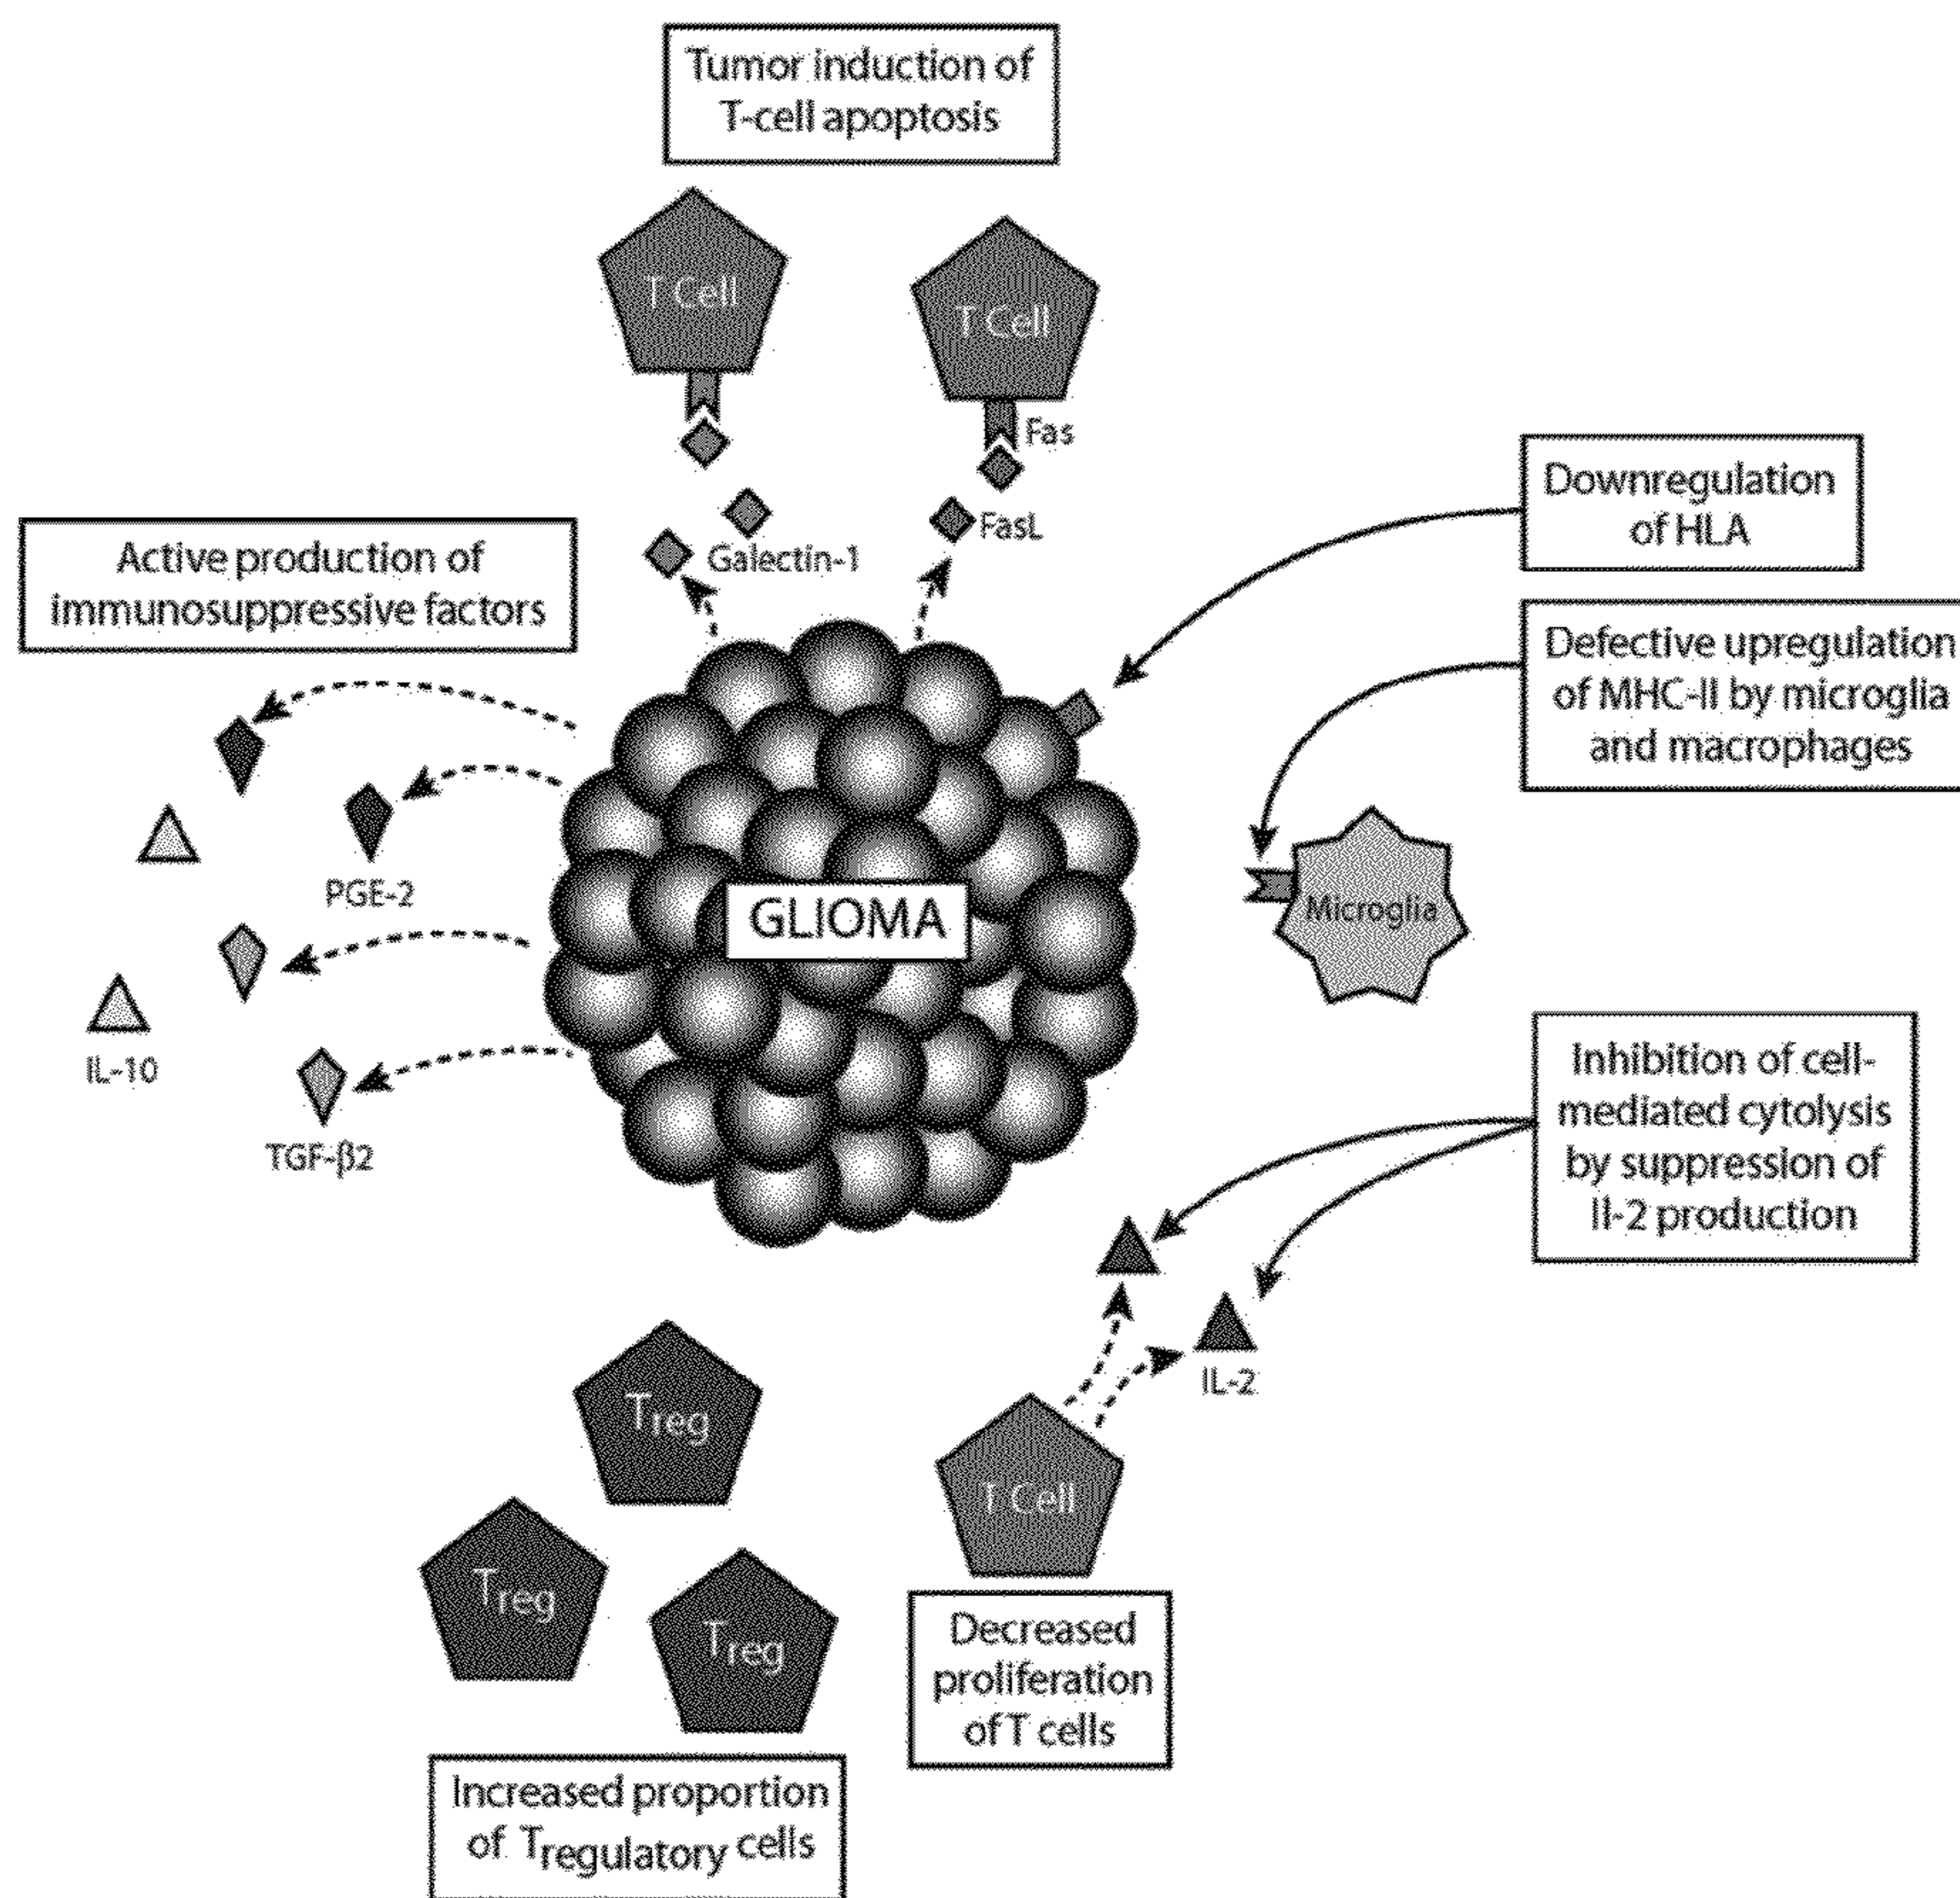 Tumor induction of
T-cell apoptosis
T Cell
T Cell
Fas
FasL
Galectin-1
Downregulation
of HLA
Active production of
immunosuppressive factors
Defective upregulation
of MHC-II by microglia
and macrophages
PGE-2
GLIOMA
Microglia
IL-10
TGF-β2
Inhibition of cell-
mediated cytolysis
by suppression of
Il-2 production
IL-2
Treg
T Cell
Treg
Treg
Decreased
proliferation
of T cells
Increased proportion
of Tregulatory cells